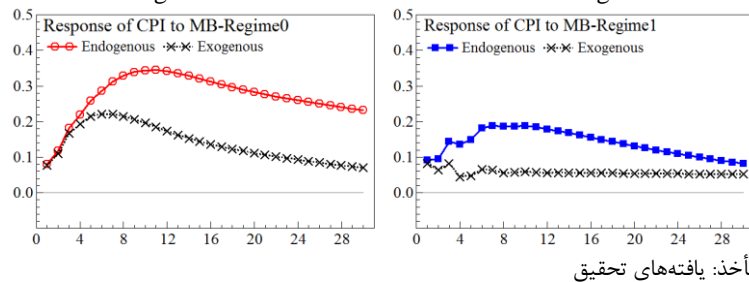 Response of CPI to MB-Regime0
Endogenous Exogenous
0.5
0.4
0.3
0.2
0.1
0.0
0 4 8 12 16 20 24 28
Response of CPI to MB-Regime1
Endogenous Exogenous
0.5
0.4
0.3
0.2
0.1
0.0
0 4 8 12 16 20 24 28
مأخذ: یافته‌های تحقیق